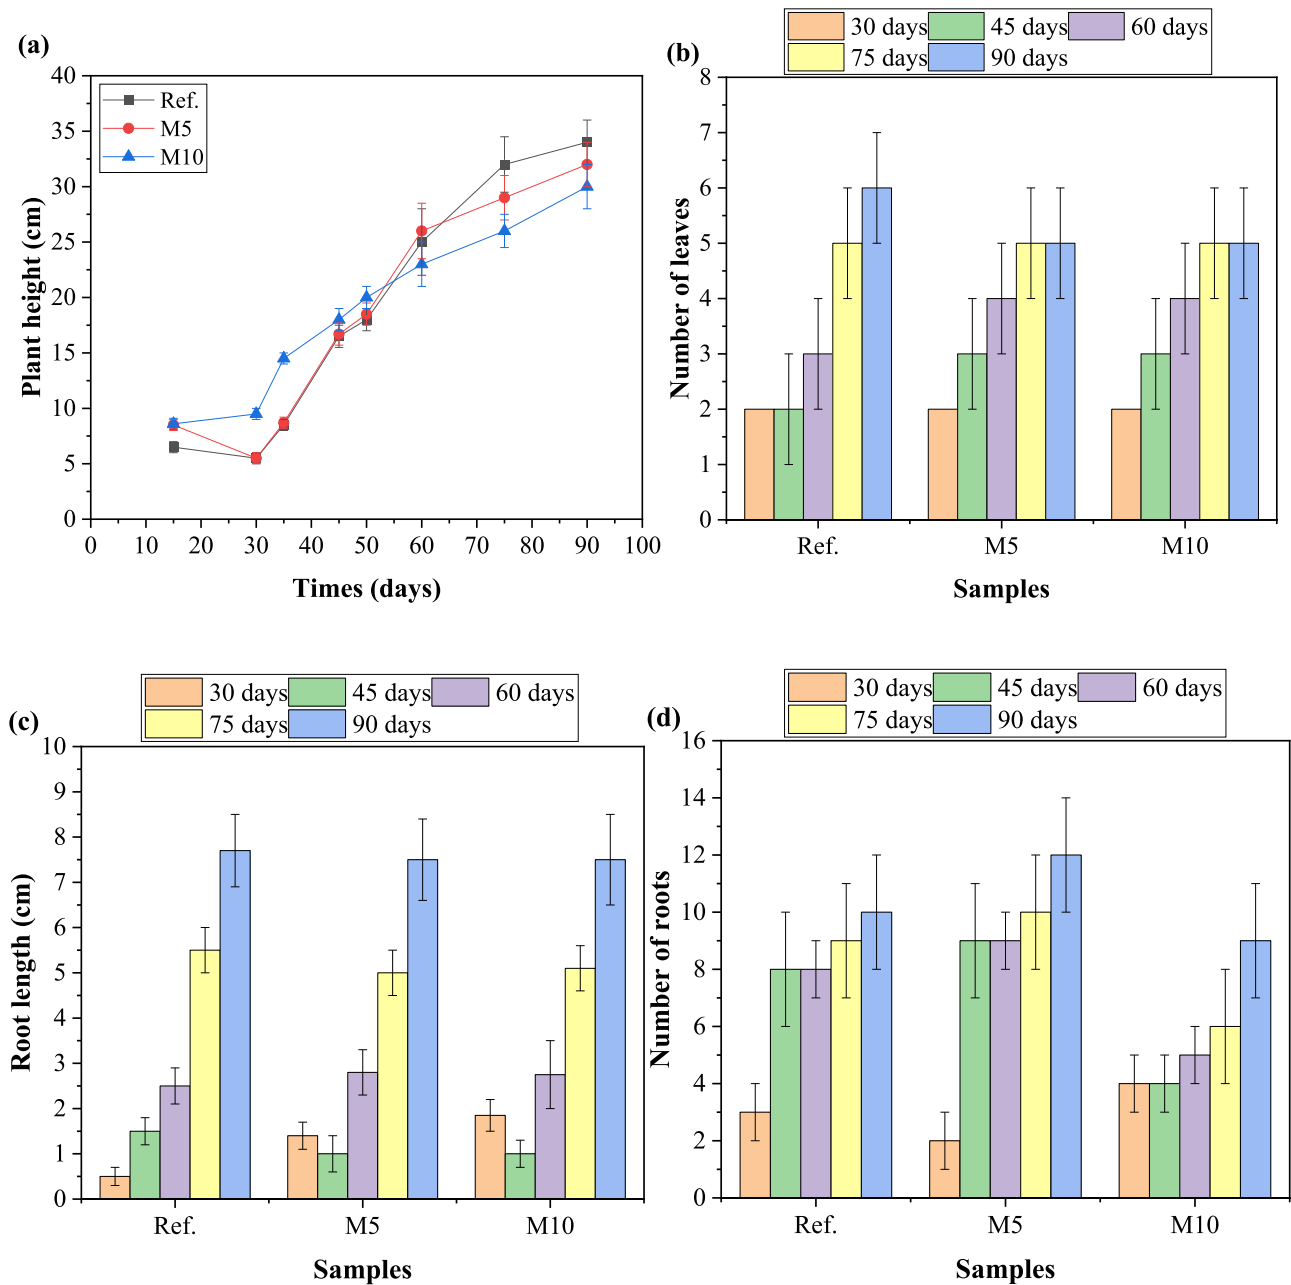 (a)
40
35
30
25
20
15
10
5
0
Plant height (cm)
Ref.
M5
M10
0 10 20 30 40 50 60 70 80 90 100
Times (days)
(b)
30 days 45 days 60 days
75 days 90 days
8
7
6
5
4
3
2
1
0
Number of leaves
Ref. M5 M10
Samples
(c)
30 days 45 days 60 days
75 days 90 days
10
9
8
7
6
5
4
3
2
1
0
Root length (cm)
Ref. M5 M10
Samples
(d)
30 days 45 days 60 days
75 days 90 days
16
14
12
10
8
6
4
2
0
Number of roots
Ref. M5 M10
Samples